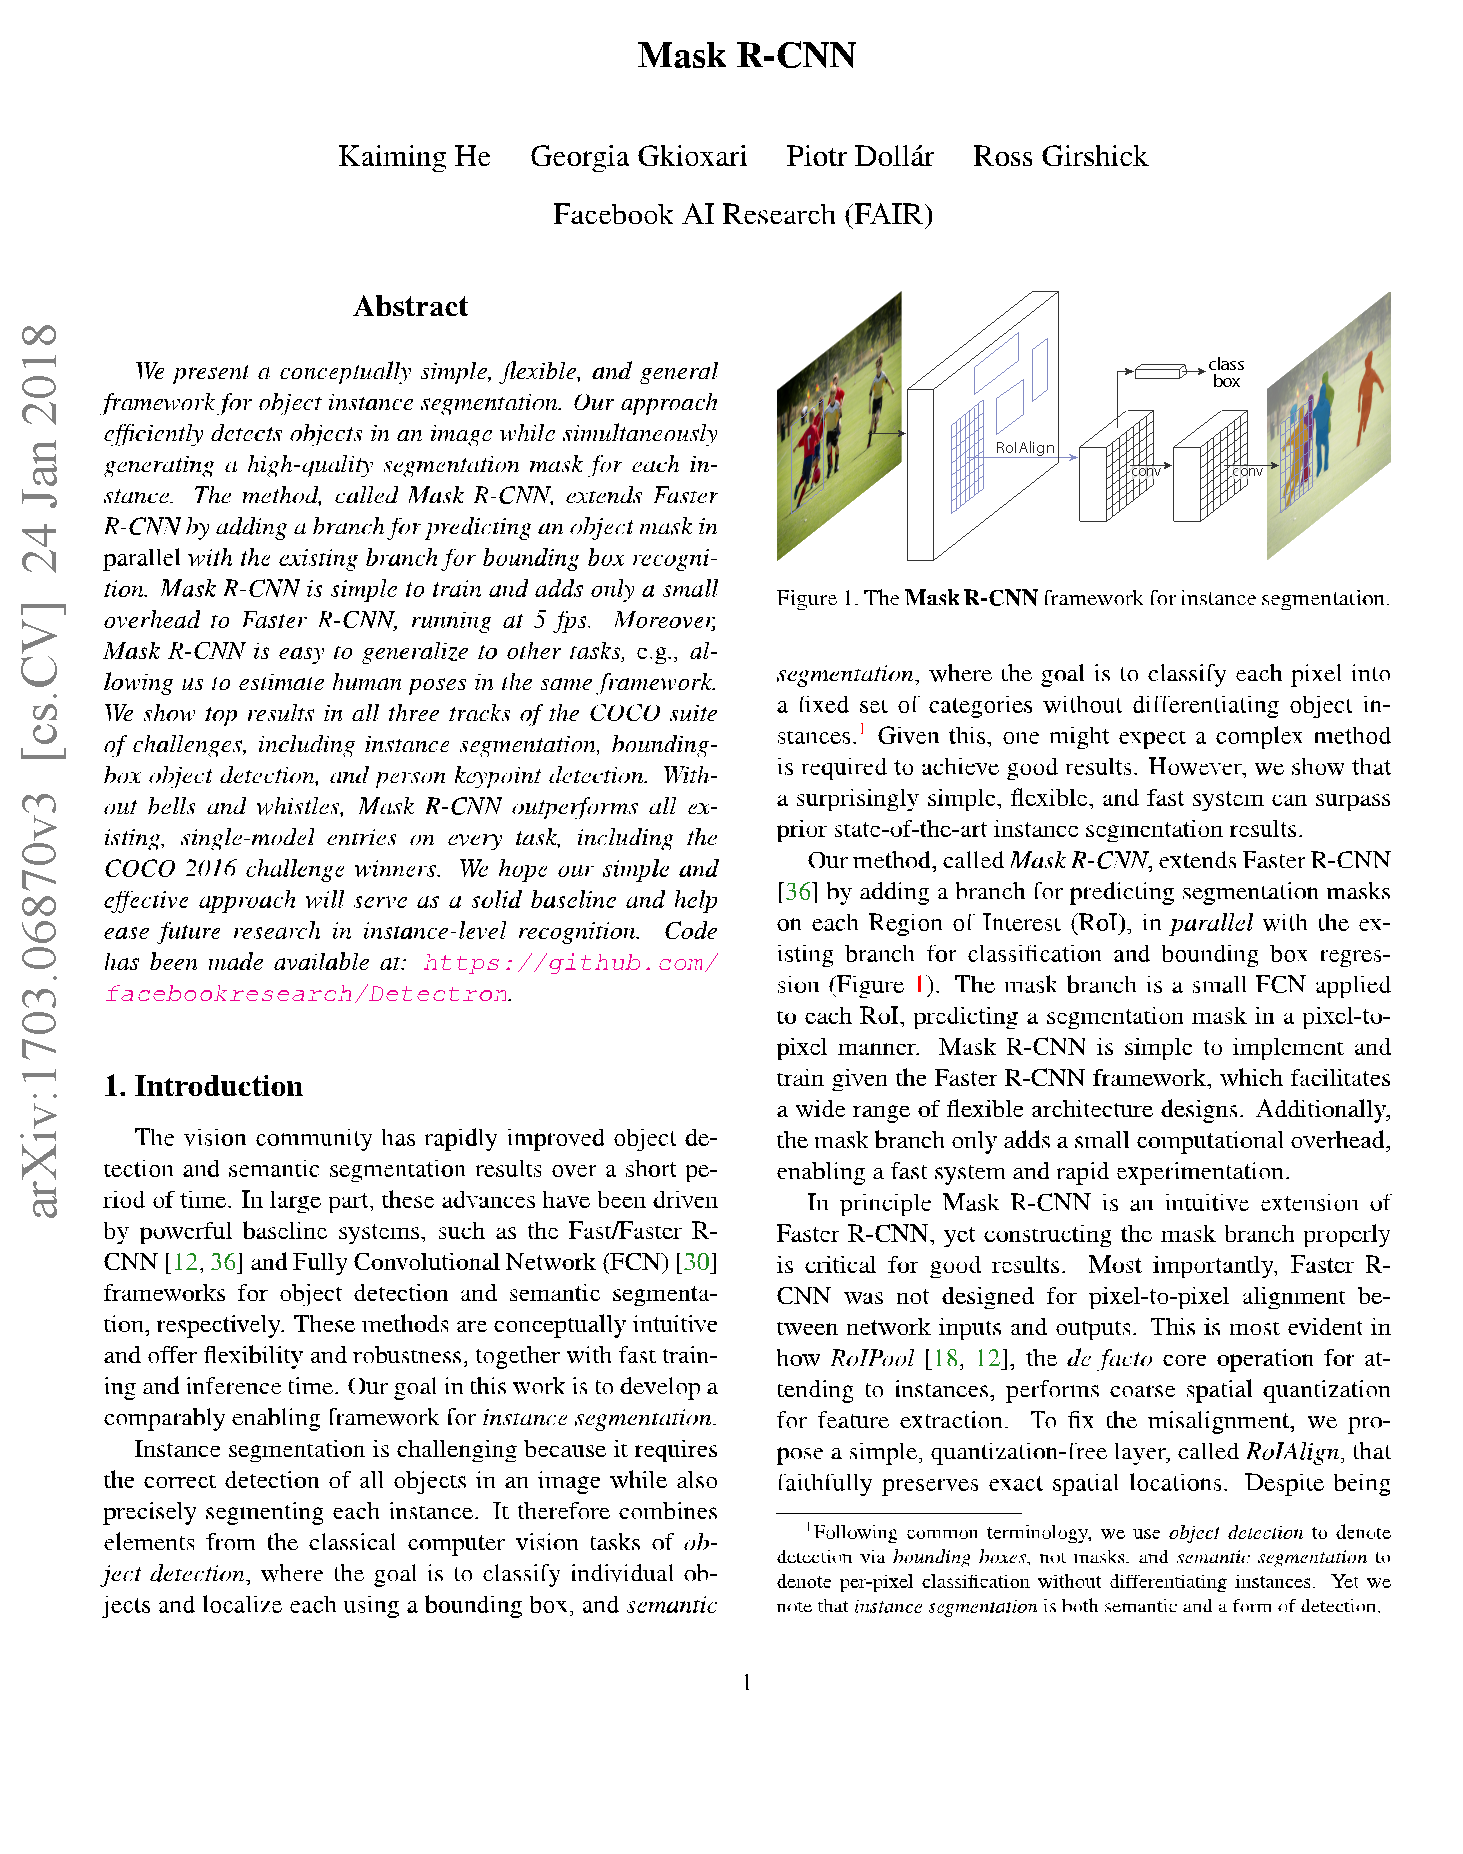 Mask R-CNN
Kaiming He Georgia Gkioxari Piotr Dollár Ross Girshick
Facebook AI Research (FAIR)
arXiv:1703.06870v3 [cs.CV] 24 Jan 2018
Abstract
We present a conceptually simple, flexible, and general
framework for object instance segmentation. Our approach
efficiently detects objects in an image while simultaneously
generating a high-quality segmentation mask for each in-
stance. The method, called Mask R-CNN, extends Faster
R-CNN by adding a branch for predicting an object mask in
parallel with the existing branch for bounding box recogni-
tion. Mask R-CNN is simple to train and adds only a small
overhead to Faster R-CNN, running at 5 fps. Moreover,
Mask R-CNN is easy to generalize to other tasks, e.g., al-
lowing us to estimate human poses in the same framework.
We show top results in all three tracks of the COCO suite
of challenges, including instance segmentation, bounding-
box object detection, and person keypoint detection. With-
out bells and whistles, Mask R-CNN outperforms all ex-
isting, single-model entries on every task, including the
COCO 2016 challenge winners. We hope our simple and
effective approach will serve as a solid baseline and help
ease future research in instance-level recognition. Code
has been made available at: https://github.com/
facebookresearch/Detectron.
1. Introduction
The vision community has rapidly improved object de-
tection and semantic segmentation results over a short pe-
riod of time. In large part, these advances have been driven
by powerful baseline systems, such as the Fast/Faster R-
CNN [12, 36] and Fully Convolutional Network (FCN) [30]
frameworks for object detection and semantic segmenta-
tion, respectively. These methods are conceptually intuitive
and offer flexibility and robustness, together with fast train-
ing and inference time. Our goal in this work is to develop a
comparably enabling framework for instance segmentation.
Instance segmentation is challenging because it requires
the correct detection of all objects in an image while also
precisely segmenting each instance. It therefore combines
elements from the classical computer vision tasks of ob-
ject detection, where the goal is to classify individual ob-
jects and localize each using a bounding box, and semantic
RoIAlign
class
box
conv
conv
Figure 1. The Mask R-CNN framework for instance segmentation.
segmentation, where the goal is to classify each pixel into
a fixed set of categories without differentiating object in-
stances.1 Given this, one might expect a complex method
is required to achieve good results. However, we show that
a surprisingly simple, flexible, and fast system can surpass
prior state-of-the-art instance segmentation results.
Our method, called Mask R-CNN, extends Faster R-CNN
[36] by adding a branch for predicting segmentation masks
on each Region of Interest (RoI), in parallel with the ex-
isting branch for classification and bounding box regres-
sion (Figure 1). The mask branch is a small FCN applied
to each RoI, predicting a segmentation mask in a pixel-to-
pixel manner. Mask R-CNN is simple to implement and
train given the Faster R-CNN framework, which facilitates
a wide range of flexible architecture designs. Additionally,
the mask branch only adds a small computational overhead,
enabling a fast system and rapid experimentation.
In principle Mask R-CNN is an intuitive extension of
Faster R-CNN, yet constructing the mask branch properly
is critical for good results. Most importantly, Faster R-
CNN was not designed for pixel-to-pixel alignment be-
tween network inputs and outputs. This is most evident in
how RoIPool [18, 12], the de facto core operation for at-
tending to instances, performs coarse spatial quantization
for feature extraction. To fix the misalignment, we pro-
pose a simple, quantization-free layer, called RoIAlign, that
faithfully preserves exact spatial locations. Despite being
1Following common terminology, we use object detection to denote
detection via bounding boxes, not masks, and semantic segmentation to
denote per-pixel classification without differentiating instances. Yet we
note that instance segmentation is both semantic and a form of detection.
1